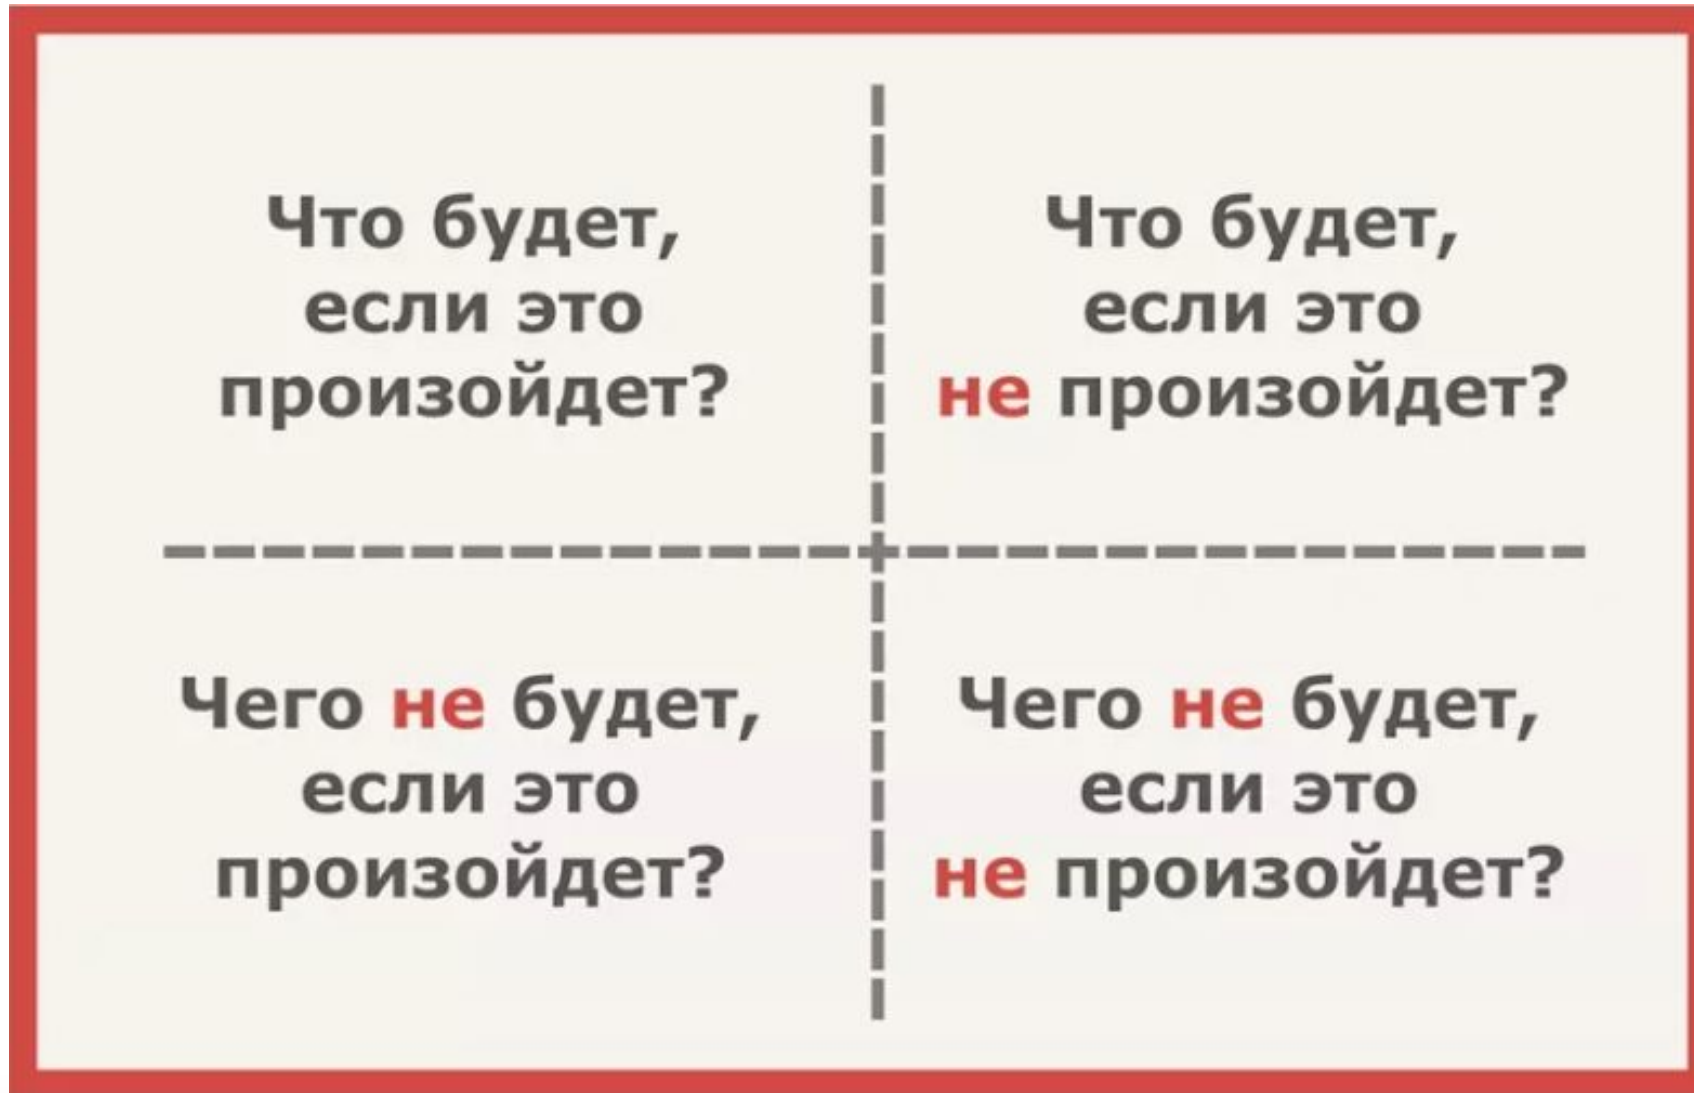 Что будет,
если это
произойдет?
Что будет,
если это
не произойдет?
Чего не будет,
если это
произойдет?
Чего не будет,
если это
не произойдет?